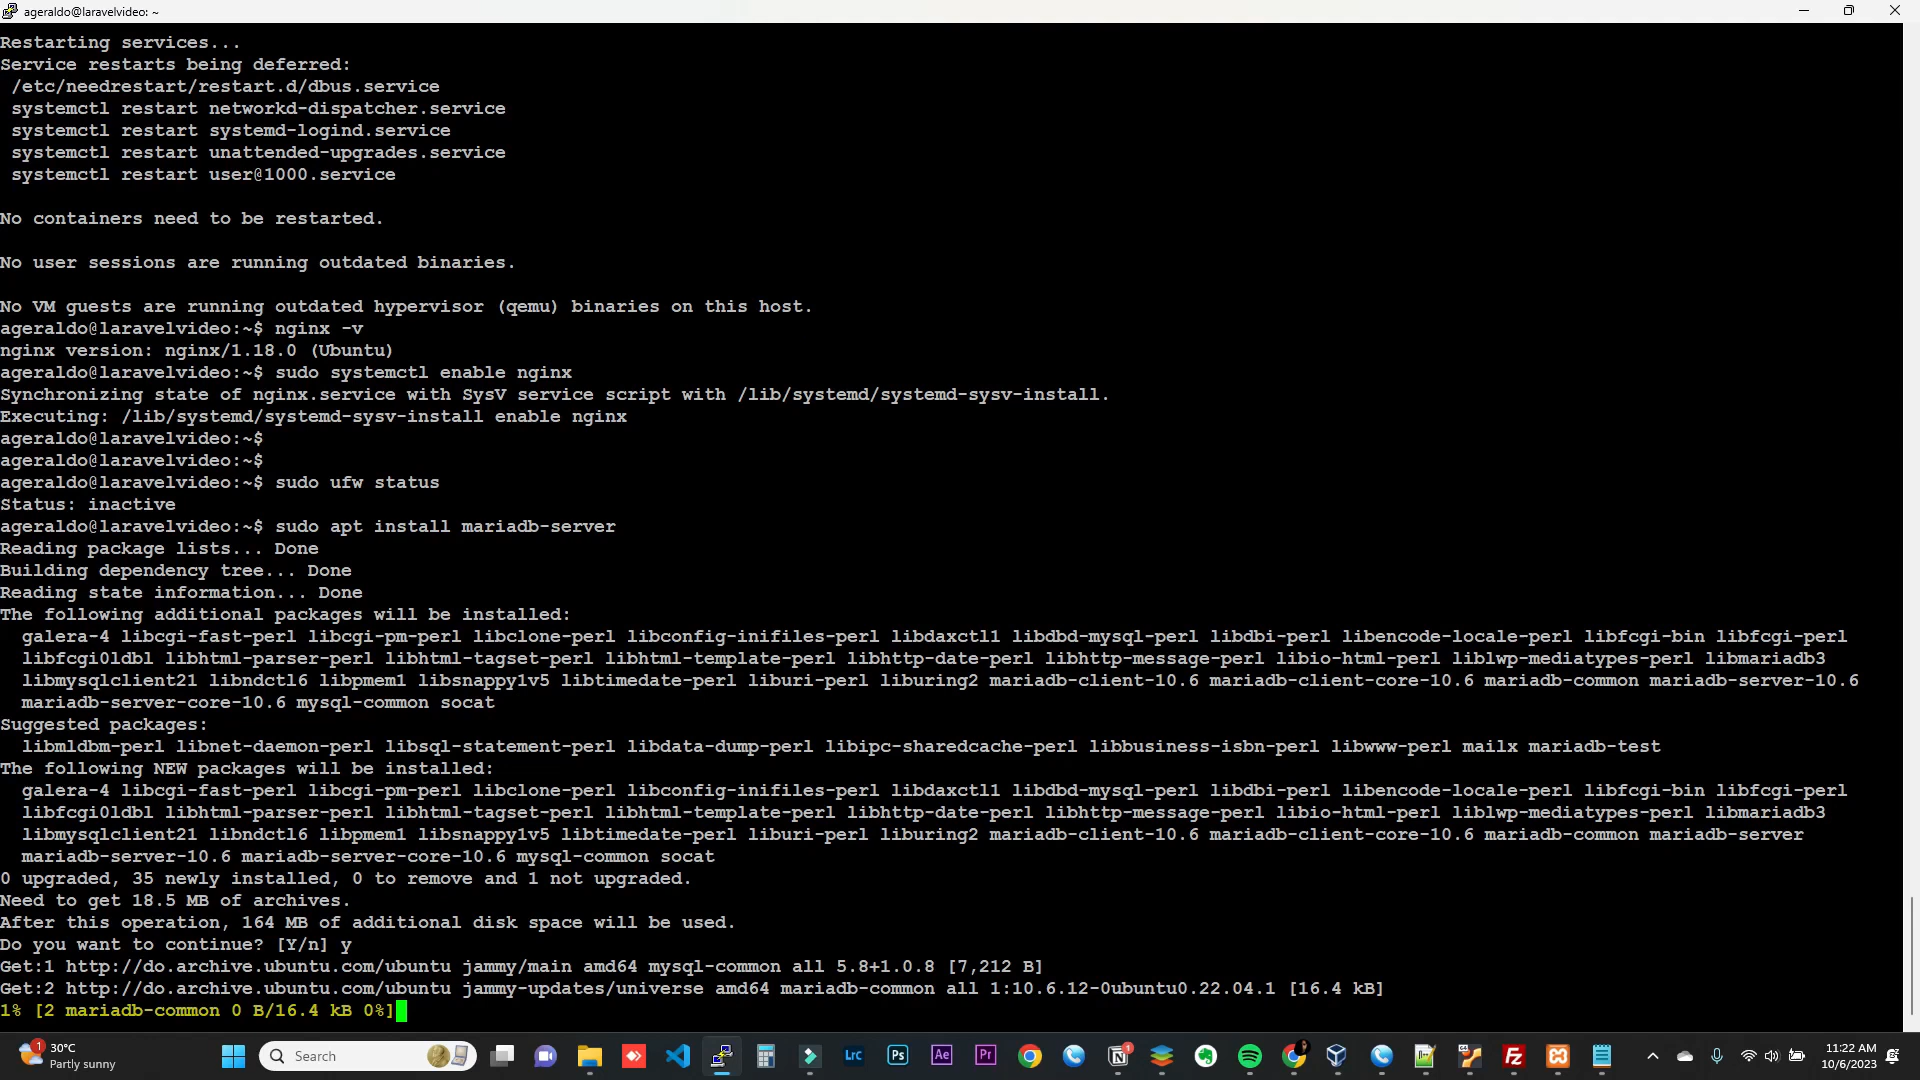 ageraldo@laravelvideo: ~
Restarting services...
Service restarts being deferred:
/etc/needrestart/restart.d/dbus.service
systemctl restart networkd-dispatcher.service
systemctl restart systemd-logind.service
systemctl restart unattended-upgrades.service
systemctl restart user@1000.service
No containers need to be restarted.
No user sessions are running outdated binaries.
No VM guests are running outdated hypervisor (qemu) binaries on this host.
ageraldo@laravelvideo:~$ nginx -v
nginx version: nginx/1.18.0 (Ubuntu)
ageraldo@laravelvideo:~$ sudo systemctl enable nginx
Synchronizing state of nginx.service with SysV service script with /lib/systemd/systemd-sysv-install.
Executing: /lib/systemd/systemd-sysv-install enable nginx
ageraldo@laravelvideo:~$
ageraldo@laravelvideo:~$
ageraldo@laravelvideo:~$ sudo ufw status
Status: inactive
ageraldo@laravelvideo:~$ sudo apt install mariadb-server
Reading package lists... Done
Building dependency tree... Done
Reading state information... Done
The following additional packages will be installed:
galera-4 libcgi-fast-perl libcgi-pm-perl libclone-perl libconfig-inifiles-perl libdaxctl1 libdbd-mysql-perl libdbi-perl libencode-locale-perl libfcgi-bin libfcgi-perl
libfcgi0ldbl libhtml-parser-perl libhtml-tagset-perl libhtml-template-perl libhttp-date-perl libhttp-message-perl libio-html-perl liblwp-mediatypes-perl libmariadb3
libmysqlclient21 libndctl6 libpmem1 libsnappy1v5 libtimedate-perl liburi-perl liburing2 mariadb-client-10.6 mariadb-client-core-10.6 mariadb-common mariadb-server-10.6
mariadb-server-core-10.6 mysql-common socat
Suggested packages:
libmldbm-perl libnet-daemon-perl libsql-statement-perl libdata-dump-perl libipc-sharedcache-perl libbusiness-isbn-perl libwww-perl mailx mariadb-test
The following NEW packages will be installed:
galera-4 libcgi-fast-perl libcgi-pm-perl libclone-perl libconfig-inifiles-perl libdaxctl1 libdbd-mysql-perl libdbi-perl libencode-locale-perl libfcgi-bin libfcgi-perl
libfcgi0ldbl libhtml-parser-perl libhtml-tagset-perl libhtml-template-perl libhttp-date-perl libhttp-message-perl libio-html-perl liblwp-mediatypes-perl libmariadb3
libmysqlclient21 libndctl6 libpmem1 libsnappy1v5 libtimedate-perl liburi-perl liburing2 mariadb-client-10.6 mariadb-client-core-10.6 mariadb-common mariadb-server
mariadb-server-10.6 mariadb-server-core-10.6 mysql-common socat
0 upgraded, 35 newly installed, 0 to remove and 1 not upgraded.
Need to get 18.5 MB of archives.
After this operation, 164 MB of additional disk space will be used.
Do you want to continue? [Y/n] y
Get:1 http://do.archive.ubuntu.com/ubuntu jammy/main amd64 mysql-common all 5.8+1.0.8 [7,212 B]
Get:2 http://do.archive.ubuntu.com/ubuntu jammy-updates/universe amd64 mariadb-common all 1:10.6.12-0ubuntu0.22.04.1 [16.4 kB]
1% [2 mariadb-common 0 B/16.4 kB 0%]
1
30°C
Partly sunny
Search
Lrc
Ps
Ae
Pr
1
Fz
11:22 AM
10/6/2023